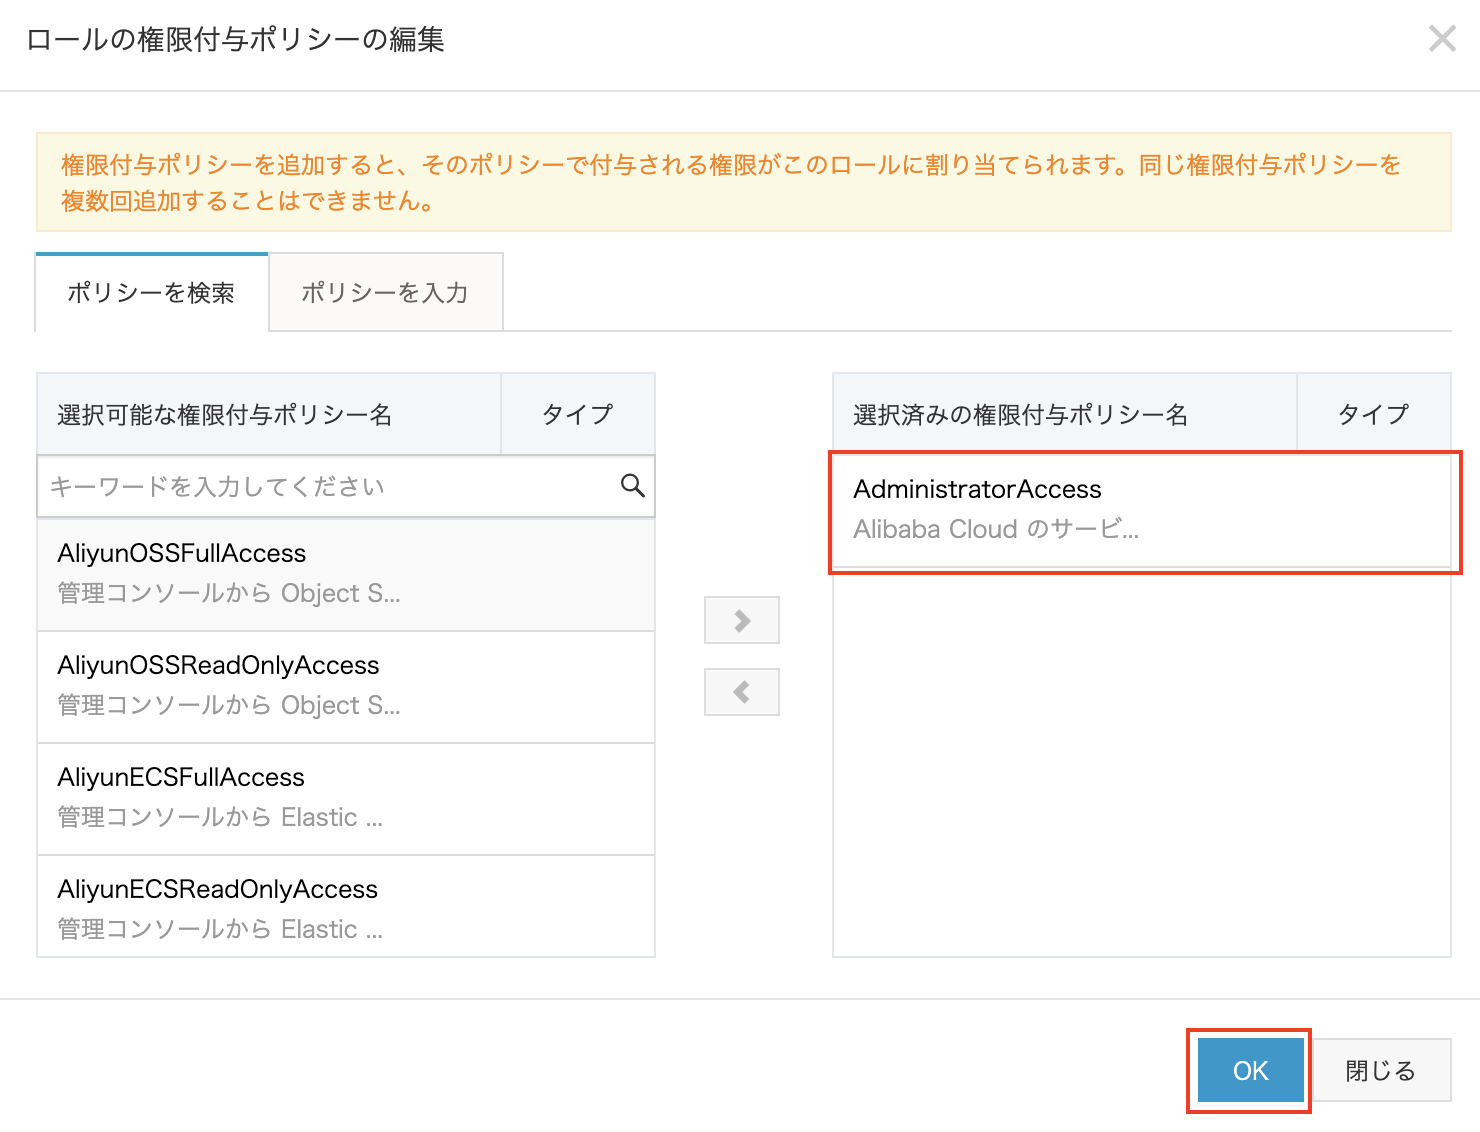 ロールの権限付与ポリシーの編集
権限付与ポリシーを追加すると、そのポリシーで付与される権限がこのロールに割り当てられます。同じ権限付与ポリシーを
複数回追加することはできません。
ポリシーを検索
ポリシーを入力
選択可能な権限付与ポリシー名
タイプ
キーワードを入力してください
AliyunOSSFullAccess
管理コンソールから Object S...
AliyunOSSReadOnlyAccess
管理コンソールから Object S...
AliyunECSFullAccess
管理コンソールから Elastic ...
AliyunECSReadOnlyAccess
管理コンソールから Elastic ...
選択済みの権限付与ポリシー名
タイプ
AdministratorAccess
Alibaba Cloud のサービ...
OK
閉じる